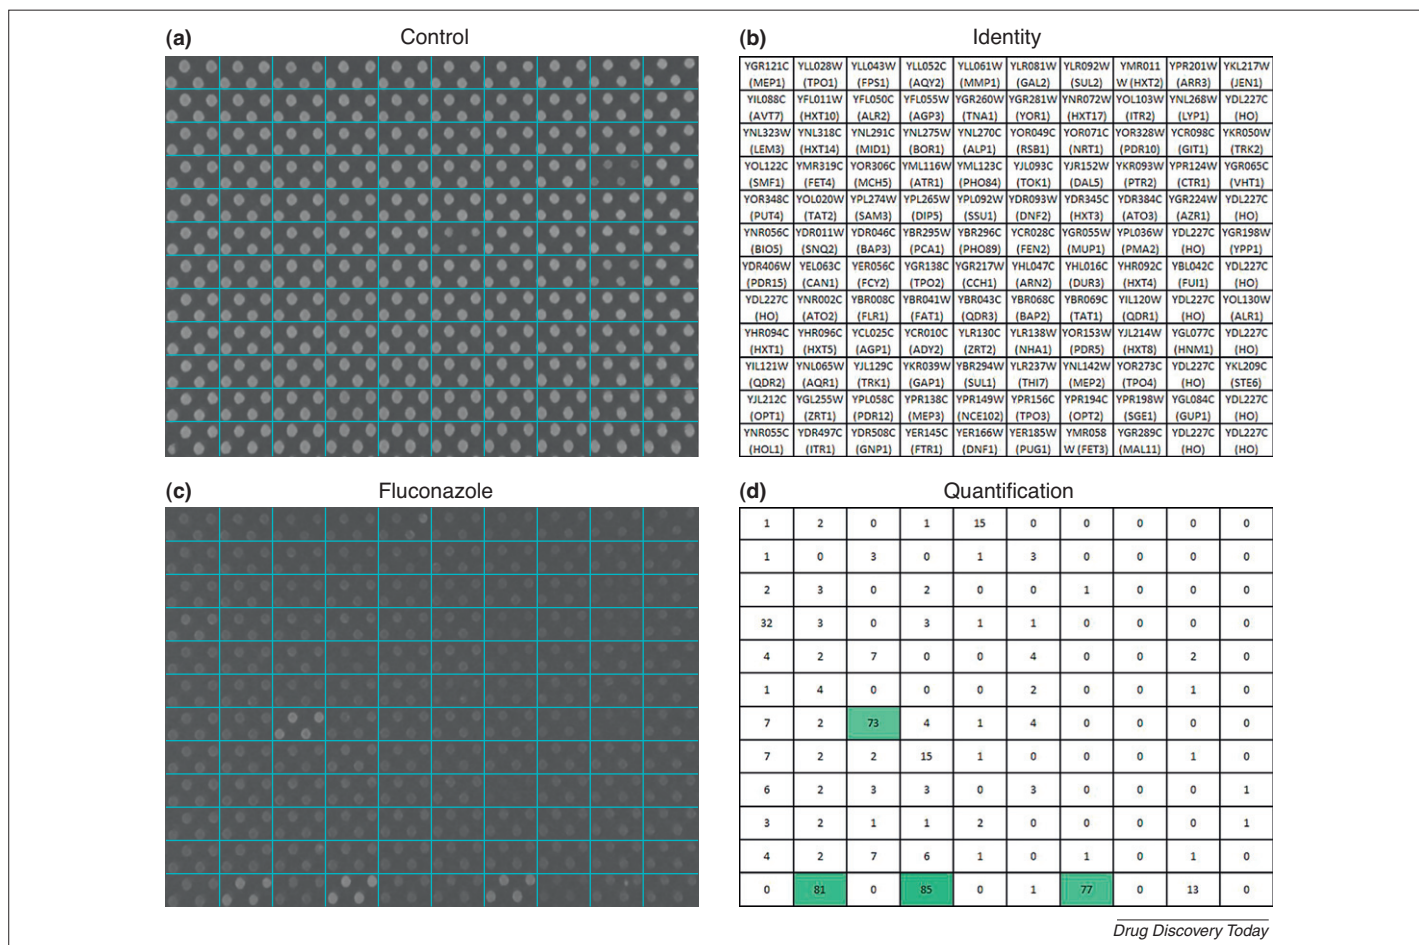 (a) Control
(b) Identity
YGR121C YLL028W YLL043W YLL052C YLL061W YLR081W YLR092W YMR011 YPR201W YKL217W
(MEP1) (TPO1) (FPS1) (AQY2) (MMP1) (GAL2) (SUL2) W (HXT2) (ARR3) (JEN1)
YIL088C YFL011W YFL050C YFL055W YGR260W YGR281W YNR072W YOL103W YNL268W YDL227C
(AVT7) (HXT10) (ALR2) (AGP3) (TNA1) (YOR1) (HXT17) (ITR2) (LYP1) (HO)
YNL323W YNL318C YNL291C YNL275W YNL270C YOR049C YOR071C YOR328W YCR098C YKR050W
(LEM3) (HXT14) (MID1) (BOR1) (ALP1) (RSB1) (NRT1) (PDR10) (GIT1) (TRK2)
YOL122C YMR319C YOR306C YML116W YML123C YJL093C YJR152W YKR093W YPR124W YGR065C
(SMF1) (FET4) (MCH5) (ATR1) (PHO84) (TOK1) (DAL5) (PTR2) (CTR1) (VHT1)
YOR348C YOL020W YPL274W YPL265W YPL092W YDR093W YDR345C YDR384C YGR224W YDL227C
(PUT4) (TAT2) (SAM3) (DIP5) (SSU1) (DNF2) (HXT3) (ATO3) (AZR1) (HO)
YNR056C YDR011W YDR046C YBR295W YBR296C YCR028C YGR055W YPL036W YDL227C YGR198W
(BIO5) (SNQ2) (BAP3) (PCA1) (PHO89) (FEN2) (MUP1) (PMA2) (HO) (YPP1)
YDR406W YEL063C YER056C YGR138C YGR217W YHL047C YHL016C YHR092C YBL042C YDL227C
(PDR15) (CAN1) (FCY2) (TPO2) (CCH1) (ARN2) (DUR3) (HXT4) (FUI1) (HO)
YDL227C YNR002C YBR008C YBR041W YBR043C YBR068C YBR069C YIL120W YDL227C YOL130W
(HO) (ATO2) (FLR1) (FAT1) (QDR3) (BAP2) (TAT1) (QDR1) (HO) (ALR1)
YHR094C YHR096C YCL025C YCR010C YLR130C YLR138W YOR153W YJL214W YGL077C YDL227C
(HXT1) (HXT5) (AGP1) (ADY2) (ZRT2) (NHA1) (PDR5) (HXT8) (HNM1) (HO)
YIL121W YNL065W YJL129C YKR039W YBR294W YLR237W YNL142W YOR273C YDL227C YKL209C
(QDR2) (AQR1) (TRK1) (GAP1) (SUL1) (THI7) (MEP2) (TPO4) (HO) (STE6)
YJL212C YGL255W YPL058C YPR138C YPR149W YPR156C YPR194C YPR198W YGL084C YDL227C
(OPT1) (ZRT1) (PDR12) (MEP3) (NCE102) (TPO3) (OPT2) (SGE1) (GUP1) (HO)
YNR055C YDR497C YDR508C YER145C YER166W YER185W YMR058 YGR289C YDL227C YDL227C
(HOL1) (ITR1) (GNP1) (FTR1) (DNF1) (PUG1) W (FET3) (MAL11) (HO) (HO)
(c) Fluconazole
(d) Quantification
1 2 0 1 15 0 0 0 0 0
1 0 3 0 1 3 0 0 0 0
2 3 0 2 0 0 1 0 0 0
32 3 0 3 1 1 0 0 0 0
4 2 7 0 0 4 0 0 2 0
1 4 0 0 0 2 0 0 1 0
7 2 73 4 1 4 0 0 0 0
7 2 2 15 1 0 0 0 1 0
6 2 3 3 0 3 0 0 0 1
3 2 1 1 2 0 0 0 0 1
4 2 7 6 1 0 1 0 1 0
0 81 0 85 0 1 77 0 13 0
Drug Discovery Today